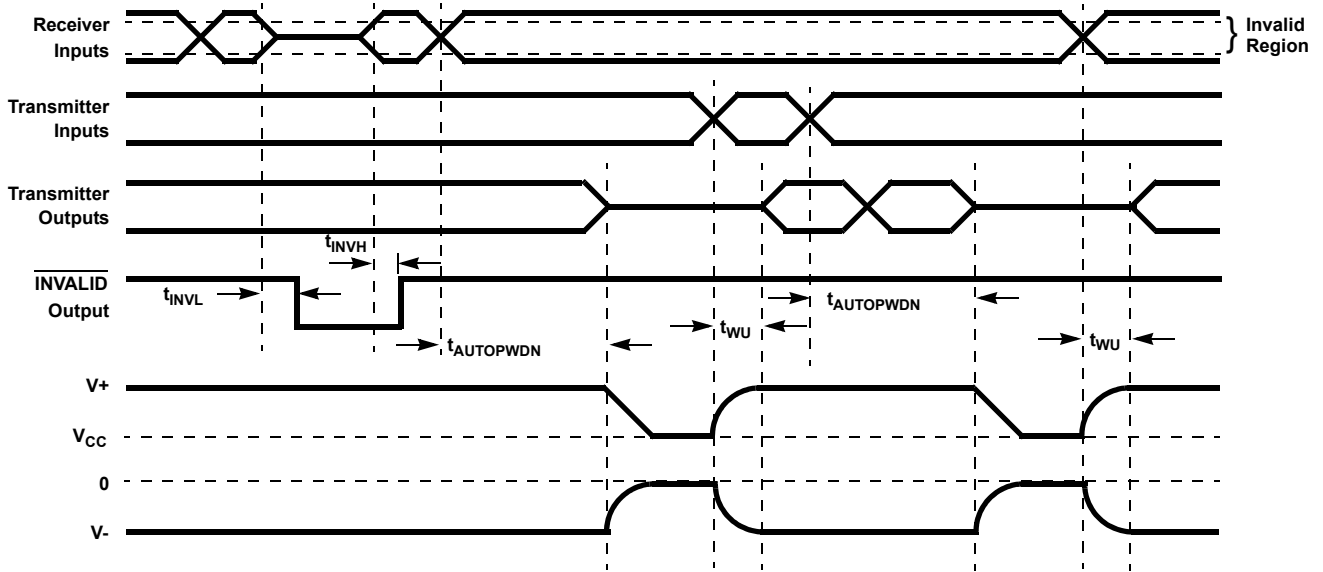 Receiver
Inputs
} Invalid
Region
Transmitter
Inputs
Transmitter
Outputs
tINVH
INVALID
Output
tINVL
tAUTOPWDN
tWU
tAUTOPWDN
tWU
V+
VCC
0
V-